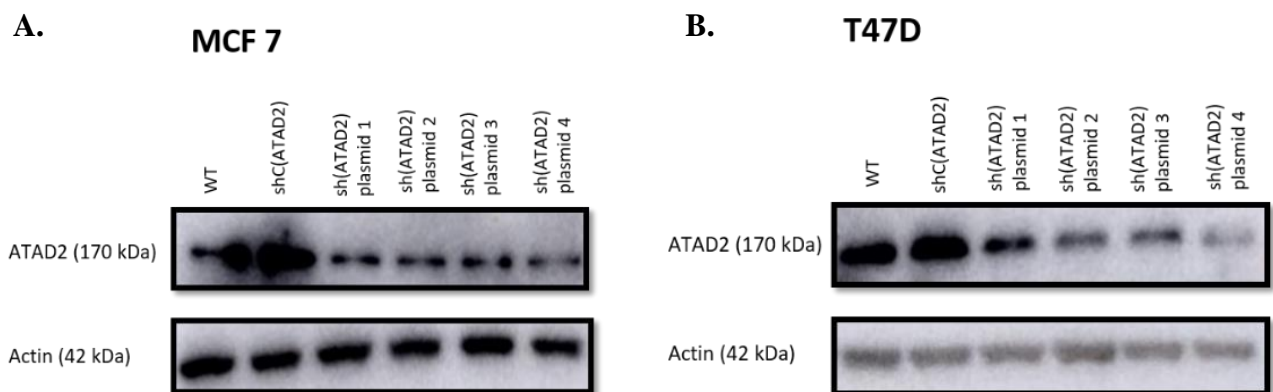 A.
MCF 7
WT
shC(ATAD2)
sh(ATAD2)
plasmid 1
sh(ATAD2)
plasmid 2
sh(ATAD2)
plasmid 3
sh(ATAD2)
plasmid 4
ATAD2 (170 kDa)
Actin (42 kDa)
B.
T47D
WT
shC(ATAD2)
sh(ATAD2)
plasmid 1
sh(ATAD2)
plasmid 2
sh(ATAD2)
plasmid 3
sh(ATAD2)
plasmid 4
ATAD2 (170 kDa)
Actin (42 kDa)